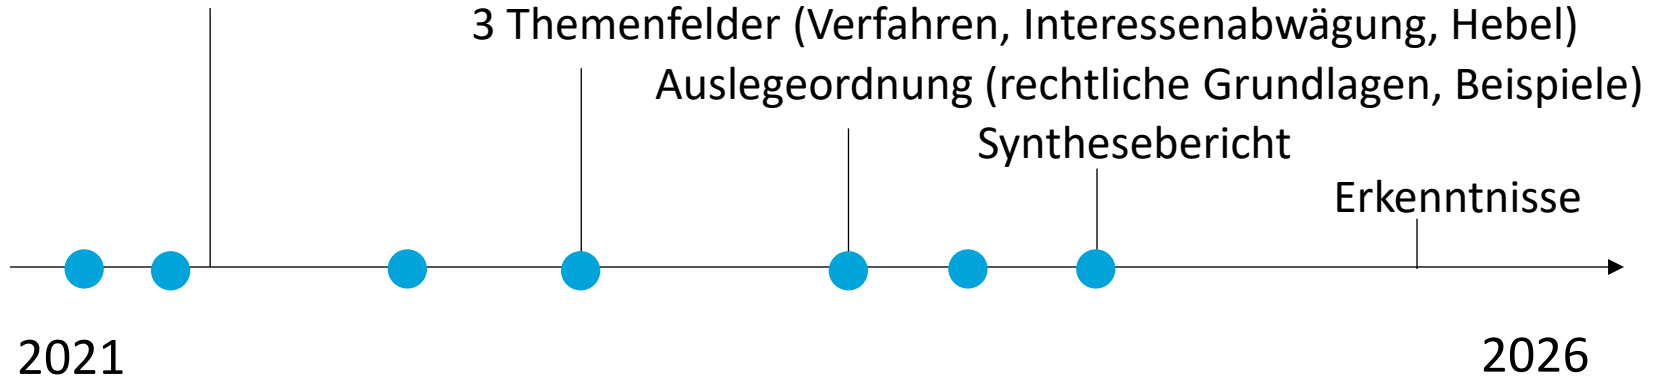 3 Themenfelder (Verfahren, Interessenabwägung, Hebel)
Auslegeordnung (rechtliche Grundlagen, Beispiele)
Synthesebericht
Erkenntnisse
2021
2026